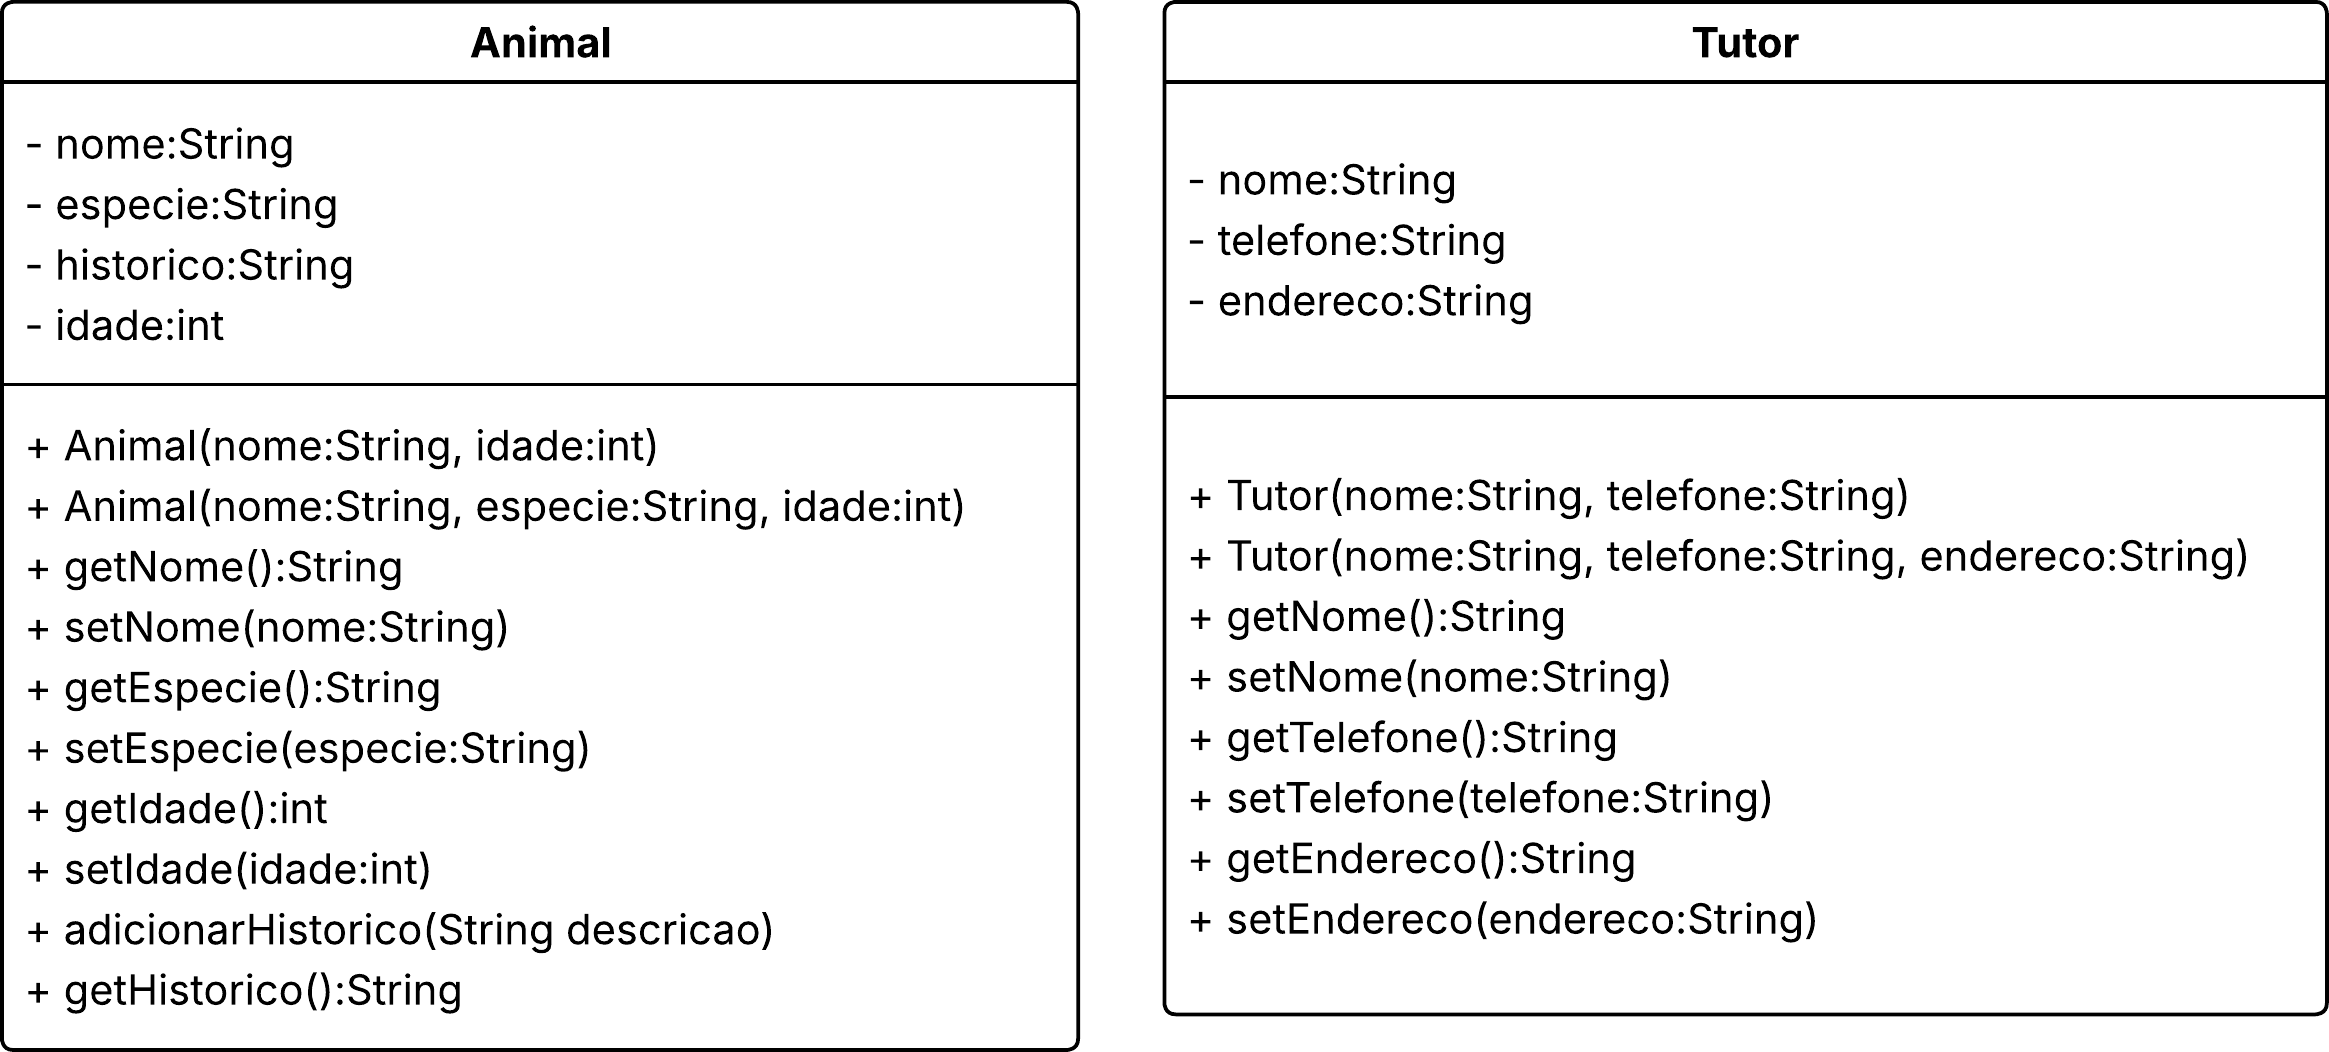 Animal
- nome:String
- especie:String
- historico:String
- idade:int
+ Animal(nome:String, idade:int)
+ Animal(nome:String, especie:String, idade:int)
+ getNome():String
+ setNome(nome:String)
+ getEspecie():String
+ setEspecie(especie:String)
+ getIdade():int
+ setIdade(idade:int)
+ adicionarHistorico(String descricao)
+ getHistorico():String
Tutor
- nome:String
- telefone:String
- endereco:String
+ Tutor(nome:String, telefone:String)
+ Tutor(nome:String, telefone:String, endereco:String)
+ getNome():String
+ setNome(nome:String)
+ getTelefone():String
+ setTelefone(telefone:String)
+ getEndereco():String
+ setEndereco(endereco:String)